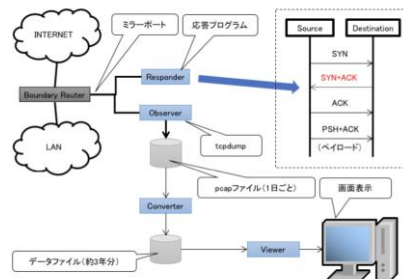 ミラーポート
応答プログラム
INTERNET
Boundary Router
LAN
Responder
Observer
tcpdump
pcapファイル(1日ごと)
Converter
データファイル(約3年分)
Viewer
画面表示
Source
Destination
SYN
SYN+ACK
ACK
PSH+ACK
(ペイロード)